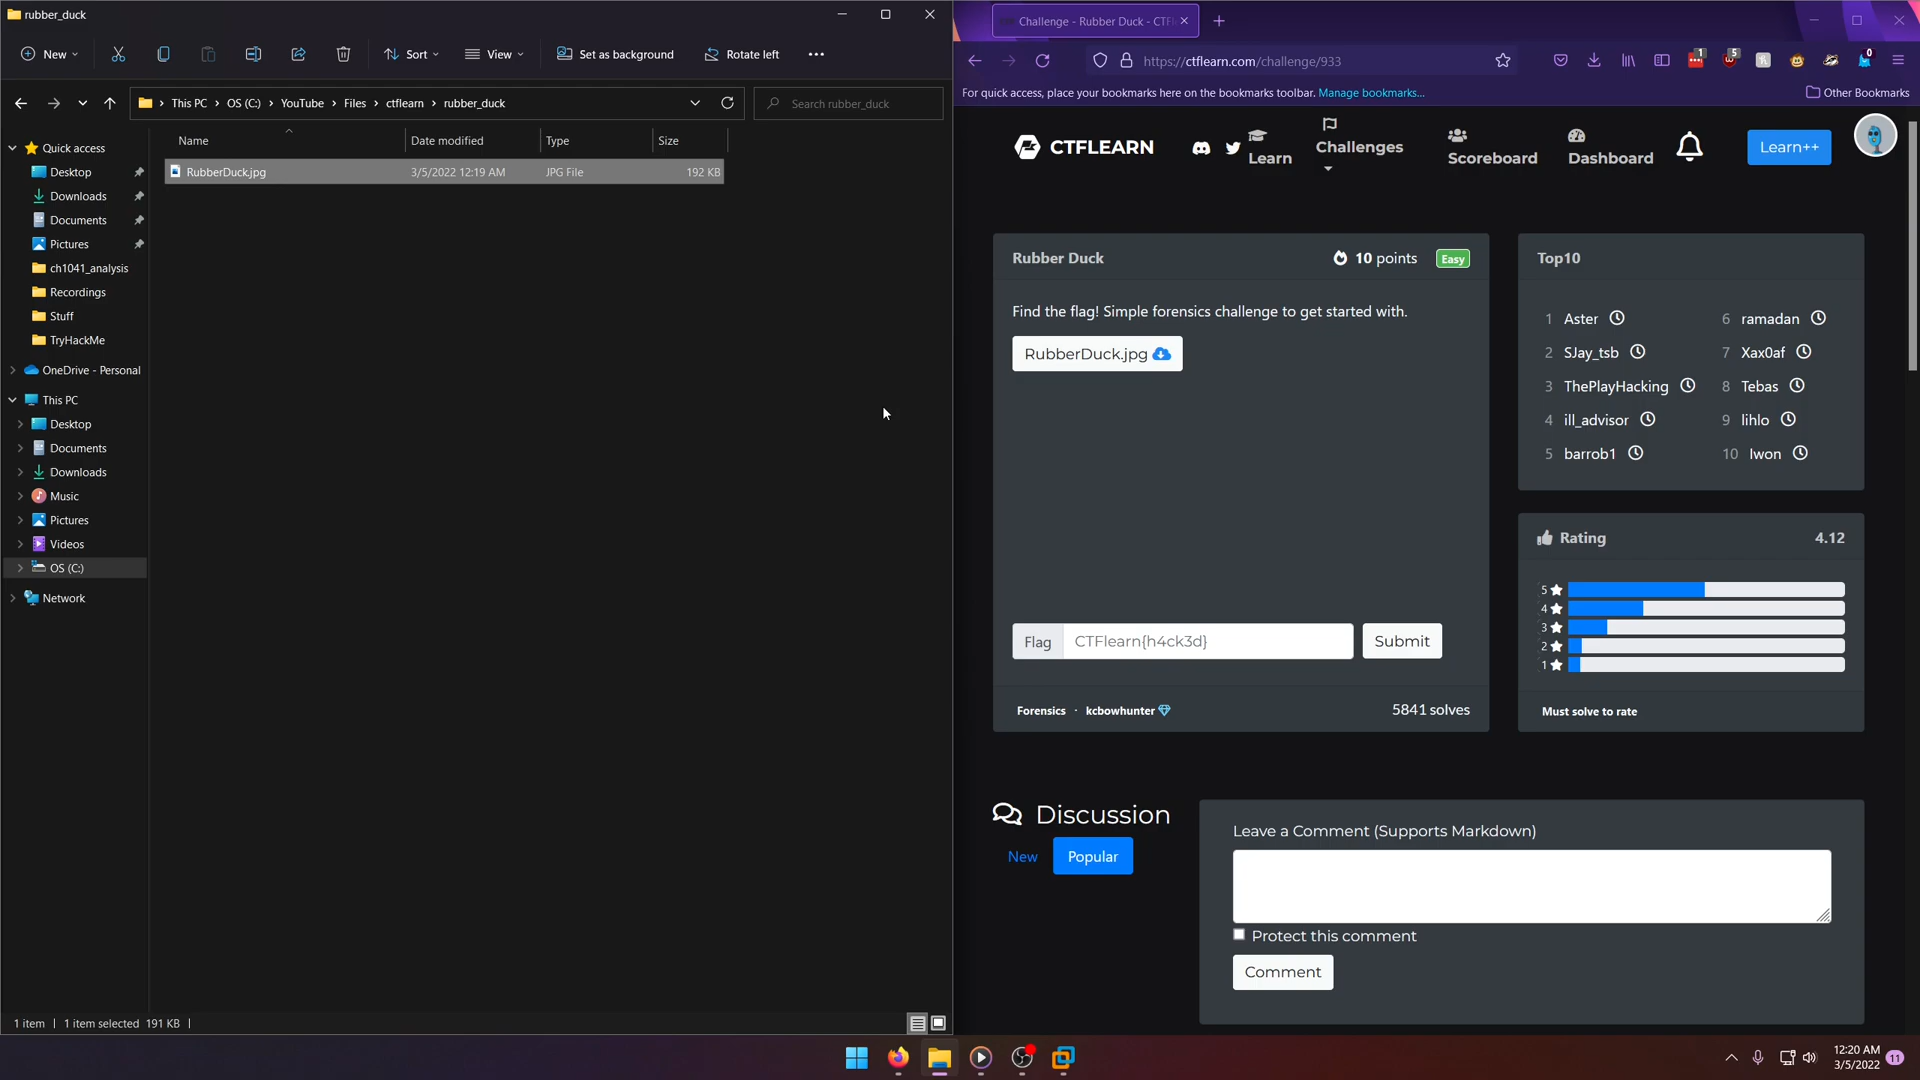 rubber_duck
New
Sort
View
Set as background
Rotate left
This PC > OS (C:) > YouTube > Files > ctflearn > rubber_duck
Search rubber_duck
Name Date modified Type Size
RubberDuck.jpg 3/5/2022 12:19 AM JPG File 192 KB
Quick access
Desktop
Downloads
Documents
Pictures
ch1041_analysis
Recordings
Stuff
TryHackMe
OneDrive - Personal
This PC
Desktop
Documents
Downloads
Music
Pictures
Videos
OS (C:)
Network
1 item | 1 item selected 191 KB |
Challenge - Rubber Duck - CTF
https://ctflearn.com/challenge/933
1
5
0
For quick access, place your bookmarks here on the bookmarks toolbar. Manage bookmarks...
Other Bookmarks
CTFLEARN
Learn
Challenges
Scoreboard
Dashboard
Learn++
Rubber Duck
10 points
Easy
Find the flag! Simple forensics challenge to get started with.
RubberDuck.jpg
Flag CTFlearn{h4ck3d}
Submit
Forensics · kcbowhunter
5841 solves
Top10
1 Aster
2 SJay_tsb
3 ThePlayHacking
4 ill_advisor
5 barrob1
6 ramadan
7 Xax0af
8 Tebas
9 lihlo
10 lwon
Rating 4.12
5
4
3
2
1
Must solve to rate
Discussion
New
Popular
Leave a Comment (Supports Markdown)
Protect this comment
Comment
12:20 AM
3/5/2022
11